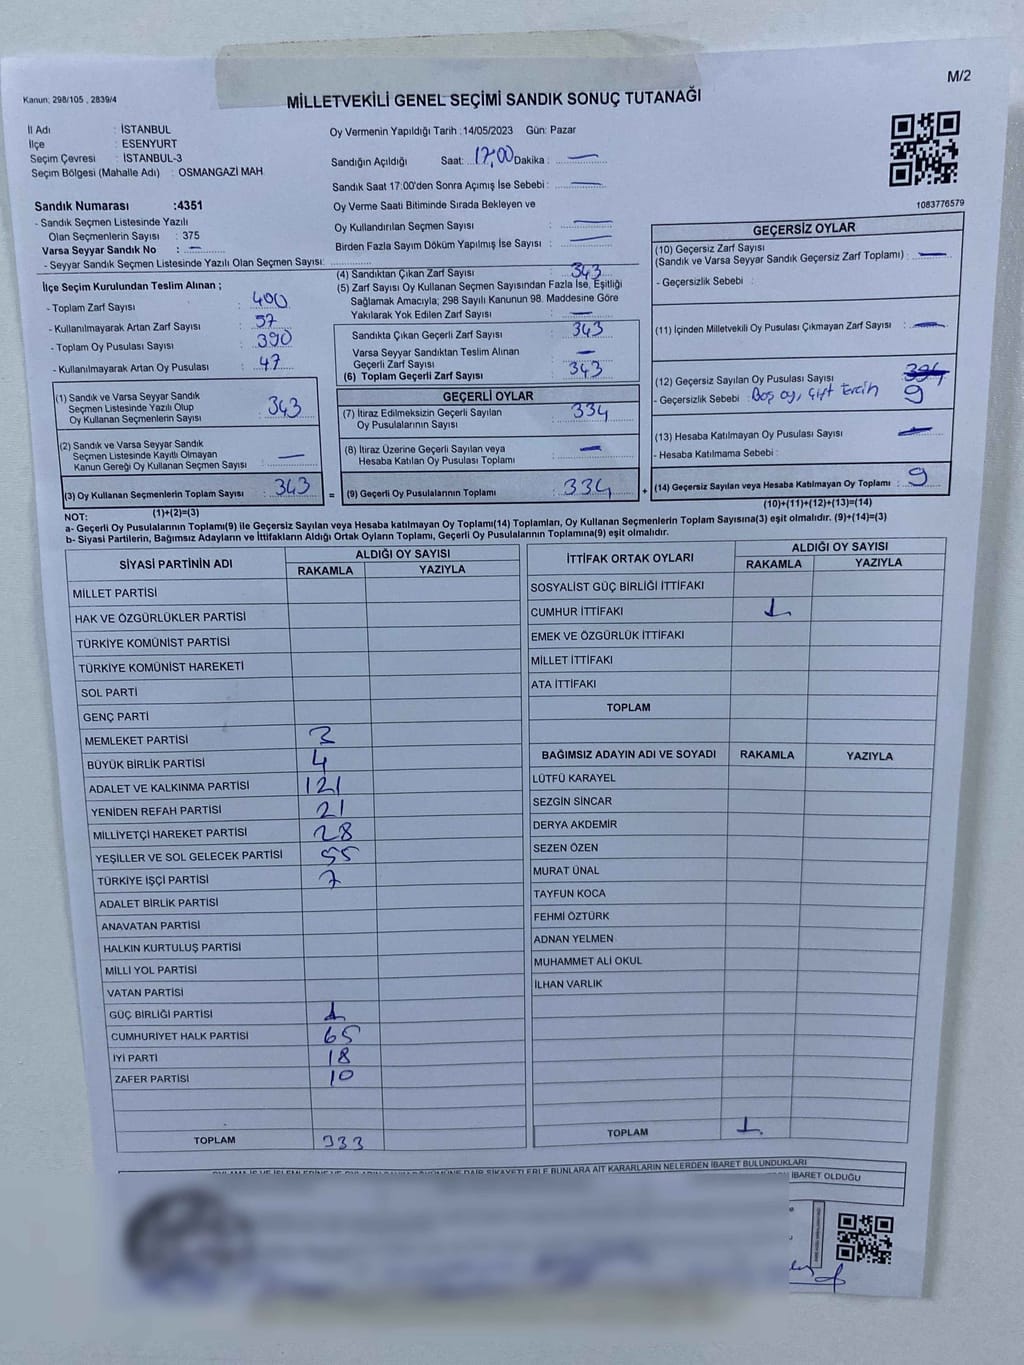 M/2
Kanun: 298/105 , 2839/4
MİLLETVEKİLİ GENEL SEÇİMİ SANDIK SONUÇ TUTANAĞI
İl Adı : İSTANBUL
İlçe : ESENYURT
Seçim Çevresi : İSTANBUL-3
Seçim Bölgesi (Mahalle Adı) : OSMANGAZİ MAH
Sandık Numarası :4351
- Sandık Seçmen Listesinde Yazılı
Olan Seçmenlerin Sayısı : 375
Varsa Seyyar Sandık No : —
- Seyyar Sandık Seçmen Listesinde Yazılı Olan Seçmen Sayısı:
Oy Vermenin Yapıldığı Tarih :14/05/2023 Gün: Pazar
Sandığın Açıldığı Saat: 17,00 Dakika : —
Sandık Saat 17:00'den Sonra Açımış İse Sebebi : —
Oy Verme Saati Bitiminde Sırada Bekleyen ve
Oy Kullandırılan Seçmen Sayısı : —
Birden Fazla Sayım Döküm Yapılmış İse Sayısı : —
1083776579
İlçe Seçim Kurulundan Teslim Alınan ;
- Toplam Zarf Sayısı : 400
- Kullanılmayarak Artan Zarf Sayısı : 57
- Toplam Oy Pusulası Sayısı : 390
- Kullanılmayarak Artan Oy Pusulası : 47
(1) Sandık ve Varsa Seyyar Sandık
Seçmen Listesinde Yazılı Olup
Oy Kullanan Seçmenlerin Sayısı : 343
(2) Sandık ve Varsa Seyyar Sandık
Seçmen Listesinde Kayıtlı Olmayan
Kanun Gereği Oy Kullanan Seçmen Sayısı : —
(3) Oy Kullanan Seçmenlerin Toplam Sayısı : 343
(1)+(2)=(3)
(4) Sandıktan Çıkan Zarf Sayısı : 343
(5) Zarf Sayısı Oy Kullanan Seçmen Sayısından Fazla İse, Eşitliği
Sağlamak Amacıyla; 298 Sayılı Kanunun 98. Maddesine Göre
Yakılarak Yok Edilen Zarf Sayısı : —
Sandıkta Çıkan Geçerli Zarf Sayısı : 343
Varsa Seyyar Sandıktan Teslim Alınan
Geçerli Zarf Sayısı : —
(6) Toplam Geçerli Zarf Sayısı : 343
GEÇERLİ OYLAR
(7) İtiraz Edilmeksizin Geçerli Sayılan
Oy Pusulalarının Sayısı : 334
(8) İtiraz Üzerine Geçerli Sayılan veya
Hesaba Katılan Oy Pusulası Toplamı : —
= (9) Geçerli Oy Pusulalarının Toplamı : 334 +
GEÇERSİZ OYLAR
(10) Geçersiz Zarf Sayısı
(Sandık ve Varsa Seyyar Sandık Geçersiz Zarf Toplamı) : —
- Geçersizlik Sebebi :
(11) İçinden Milletvekili Oy Pusulası Çıkmayan Zarf Sayısı : —
(12) Geçersiz Sayılan Oy Pusulası Sayısı : 9
- Geçersizlik Sebebi : Boş oy, çift tercih
(13) Hesaba Katılmayan Oy Pusulası Sayısı : —
- Hesaba Katılmama Sebebi :
(14) Geçersiz Sayılan veya Hesaba Katılmayan Oy Toplamı : 9
(10)+(11)+(12)+(13)=(14)
NOT:
a- Geçerli Oy Pusulalarının Toplamı(9) ile Geçersiz Sayılan veya Hesaba katılmayan Oy Toplamı(14) Toplamları, Oy Kullanan Seçmenlerin Toplam Sayısına(3) eşit olmalıdır. (9)+(14)=(3)
b- Siyasi Partilerin, Bağımsız Adayların ve İttifakların Aldığı Ortak Oyların Toplamı, Geçerli Oy Pusulalarının Toplamına(9) eşit olmalıdır.
SİYASİ PARTİNİN ADI ALDIĞI OY SAYISI
RAKAMLA YAZIYLA
MİLLET PARTİSİ
HAK VE ÖZGÜRLÜKLER PARTİSİ
TÜRKİYE KOMÜNİST PARTİSİ
TÜRKİYE KOMÜNİST HAREKETİ
SOL PARTİ
GENÇ PARTİ
MEMLEKET PARTİSİ 3
BÜYÜK BİRLİK PARTİSİ 4
ADALET VE KALKINMA PARTİSİ 121
YENİDEN REFAH PARTİSİ 21
MİLLİYETÇİ HAREKET PARTİSİ 28
YEŞİLLER VE SOL GELECEK PARTİSİ 55
TÜRKİYE İŞÇİ PARTİSİ 7
ADALET BİRLİK PARTİSİ
ANAVATAN PARTİSİ
HALKIN KURTULUŞ PARTİSİ
MİLLİ YOL PARTİSİ
VATAN PARTİSİ
GÜÇ BİRLİĞİ PARTİSİ 1
CUMHURİYET HALK PARTİSİ 65
İYİ PARTİ 18
ZAFER PARTİSİ 10
TOPLAM 333
İTTİFAK ORTAK OYLARI ALDIĞI OY SAYISI
RAKAMLA YAZIYLA
SOSYALİST GÜÇ BİRLİĞİ İTTİFAKI
CUMHUR İTTİFAKI 1
EMEK VE ÖZGÜRLÜK İTTİFAKI
MİLLET İTTİFAKI
ATA İTTİFAKI
TOPLAM
BAĞIMSIZ ADAYIN ADI VE SOYADI RAKAMLA YAZIYLA
LÜTFÜ KARAYEL
SEZGİN SİNCAR
DERYA AKDEMİR
SEZEN ÖZEN
MURAT ÜNAL
TAYFUN KOCA
FEHMİ ÖZTÜRK
ADNAN YELMEN
MUHAMMET ALİ OKUL
İLHAN VARLIK
TOPLAM 1
OYLAMA İŞ VE İŞLEMLERİNE VE OYLARIN SAYIM DÖKÜMÜNE DAİR ŞİKAYETLERLE BUNLARA AİT KARARLARIN NELERDEN İBARET BULUNDUKLARI
İBARET OLDUĞU